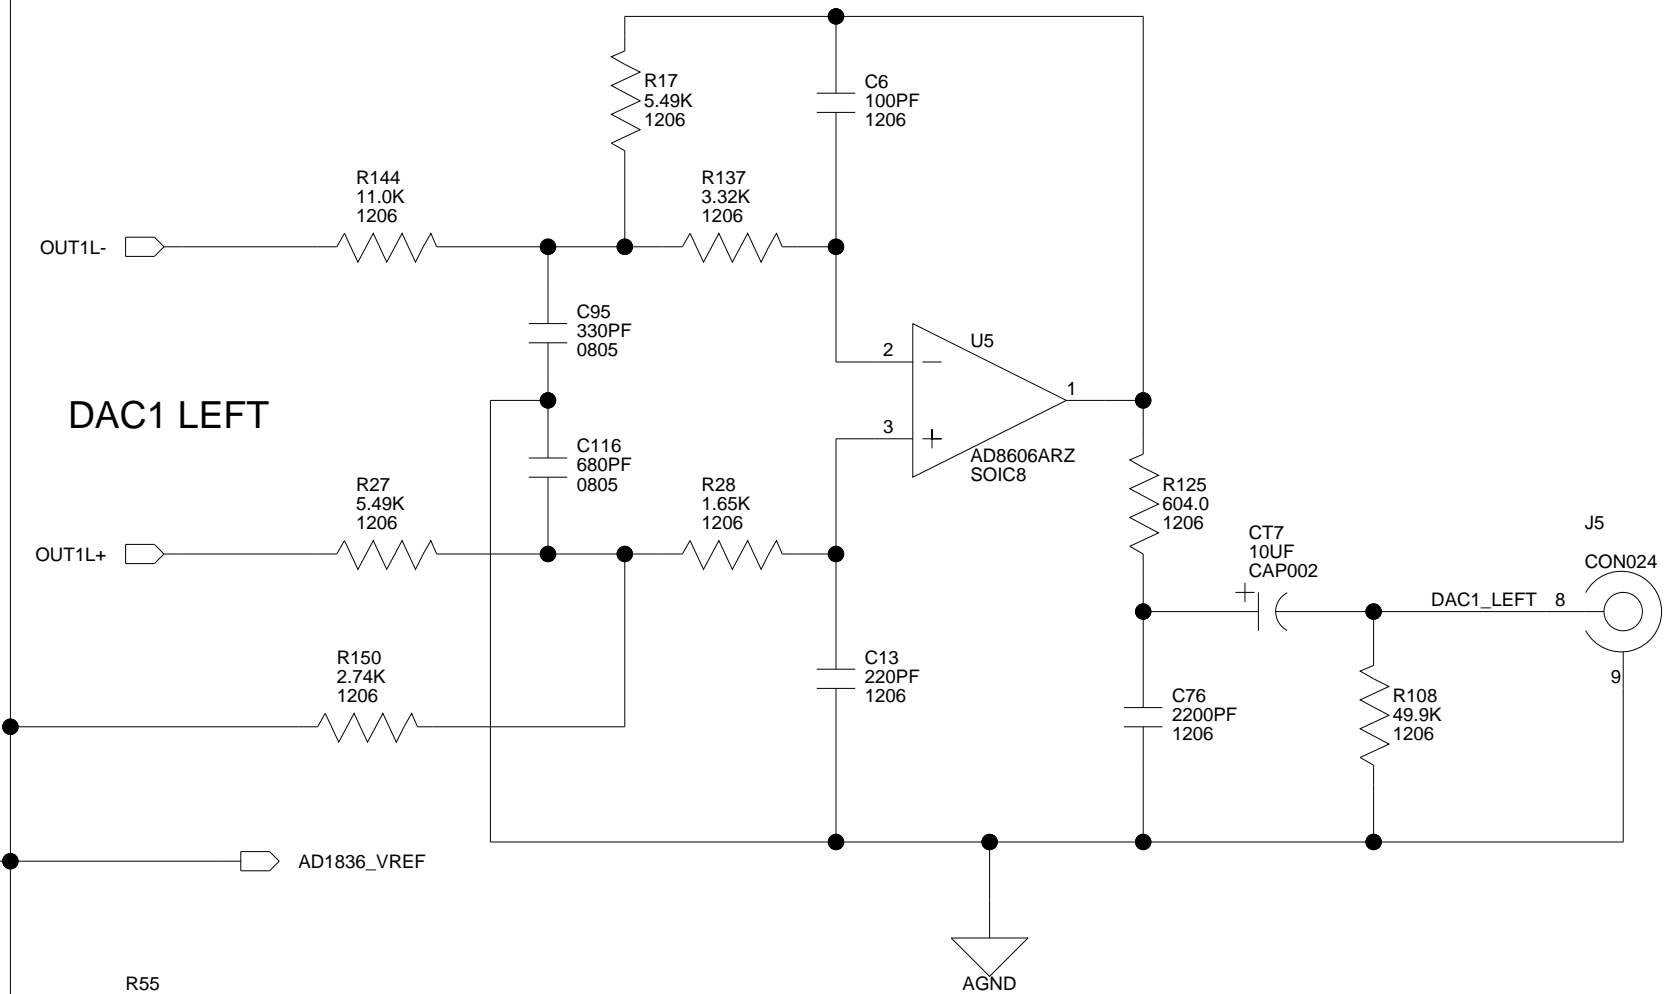 R17
5.49K
1206
C6
100PF
1206
R144
11.0K
1206
R137
3.32K
1206
OUT1L-
C95
330PF
0805
2
U5
1
DAC1 LEFT
3
C116
680PF
0805
AD8606ARZ
SOIC8
R27
5.49K
1206
R28
1.65K
1206
R125
604.0
1206
OUT1L+
CT7
10UF
CAP002
J5
CON024
DAC1_LEFT 8
R150
2.74K
1206
C13
220PF
1206
9
C76
2200PF
1206
R108
49.9K
1206
AD1836_VREF
R55
AGND